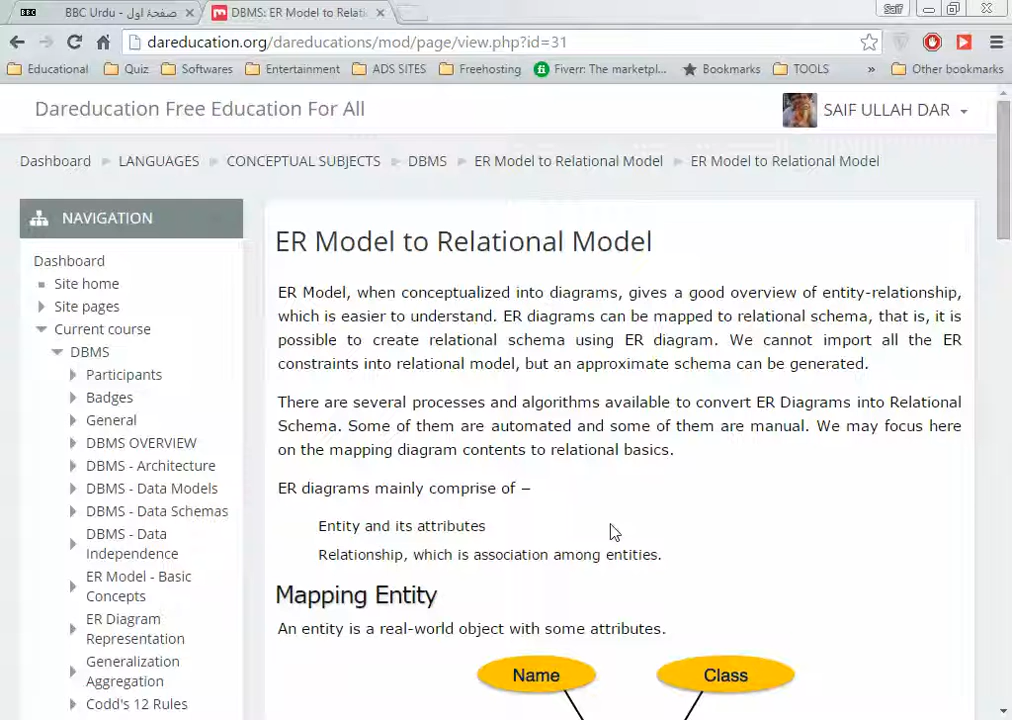 BBC Urdu - صفحۂ اول
DBMS: ER Model to Relati
Saif
dareducation.org/dareducations/mod/page/view.php?id=31
Educational Quiz Softwares Entertainment ADS SITES Freehosting Fiverr: The marketpl... Bookmarks TOOLS » Other bookmarks
Dareducation Free Education For All
SAIF ULLAH DAR
Dashboard LANGUAGES CONCEPTUAL SUBJECTS DBMS ER Model to Relational Model ER Model to Relational Model
NAVIGATION
Dashboard
Site home
Site pages
Current course
DBMS
Participants
Badges
General
DBMS OVERVIEW
DBMS - Architecture
DBMS - Data Models
DBMS - Data Schemas
DBMS - Data
Independence
ER Model - Basic
Concepts
ER Diagram
Representation
Generalization
Aggregation
Codd's 12 Rules
ER Model to Relational Model
ER Model, when conceptualized into diagrams, gives a good overview of entity-relationship,
which is easier to understand. ER diagrams can be mapped to relational schema, that is, it is
possible to create relational schema using ER diagram. We cannot import all the ER
constraints into relational model, but an approximate schema can be generated.
There are several processes and algorithms available to convert ER Diagrams into Relational
Schema. Some of them are automated and some of them are manual. We may focus here
on the mapping diagram contents to relational basics.
ER diagrams mainly comprise of –
Entity and its attributes
Relationship, which is association among entities.
Mapping Entity
An entity is a real-world object with some attributes.
Name
Class